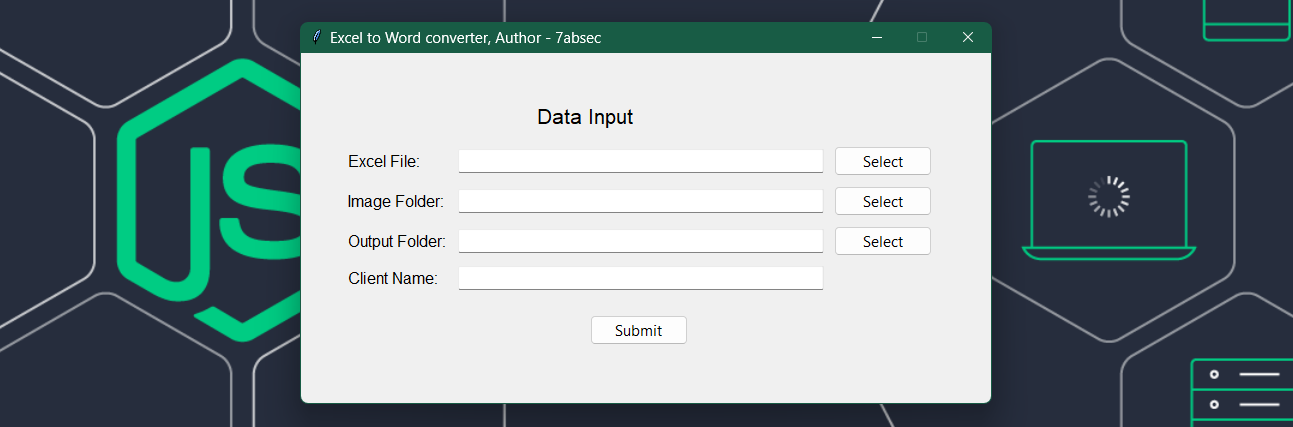 Excel to Word converter, Author - 7absec
JS
Data Input
Excel File: Select
Image Folder: Select
Output Folder: Select
Client Name:
Submit